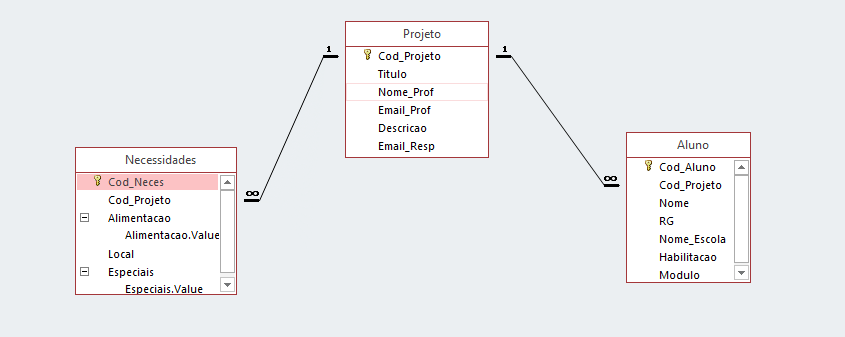 Projeto
Cod_Projeto
Titulo
Nome_Prof
Email_Prof
Descricao
Email_Resp
1
1
∞
∞
Necessidades
Cod_Neces
Cod_Projeto
Alimentacao
Alimentacao.Value
Local
Especiais
Especiais.Value
Aluno
Cod_Aluno
Cod_Projeto
Nome
RG
Nome_Escola
Habilitacao
Modulo